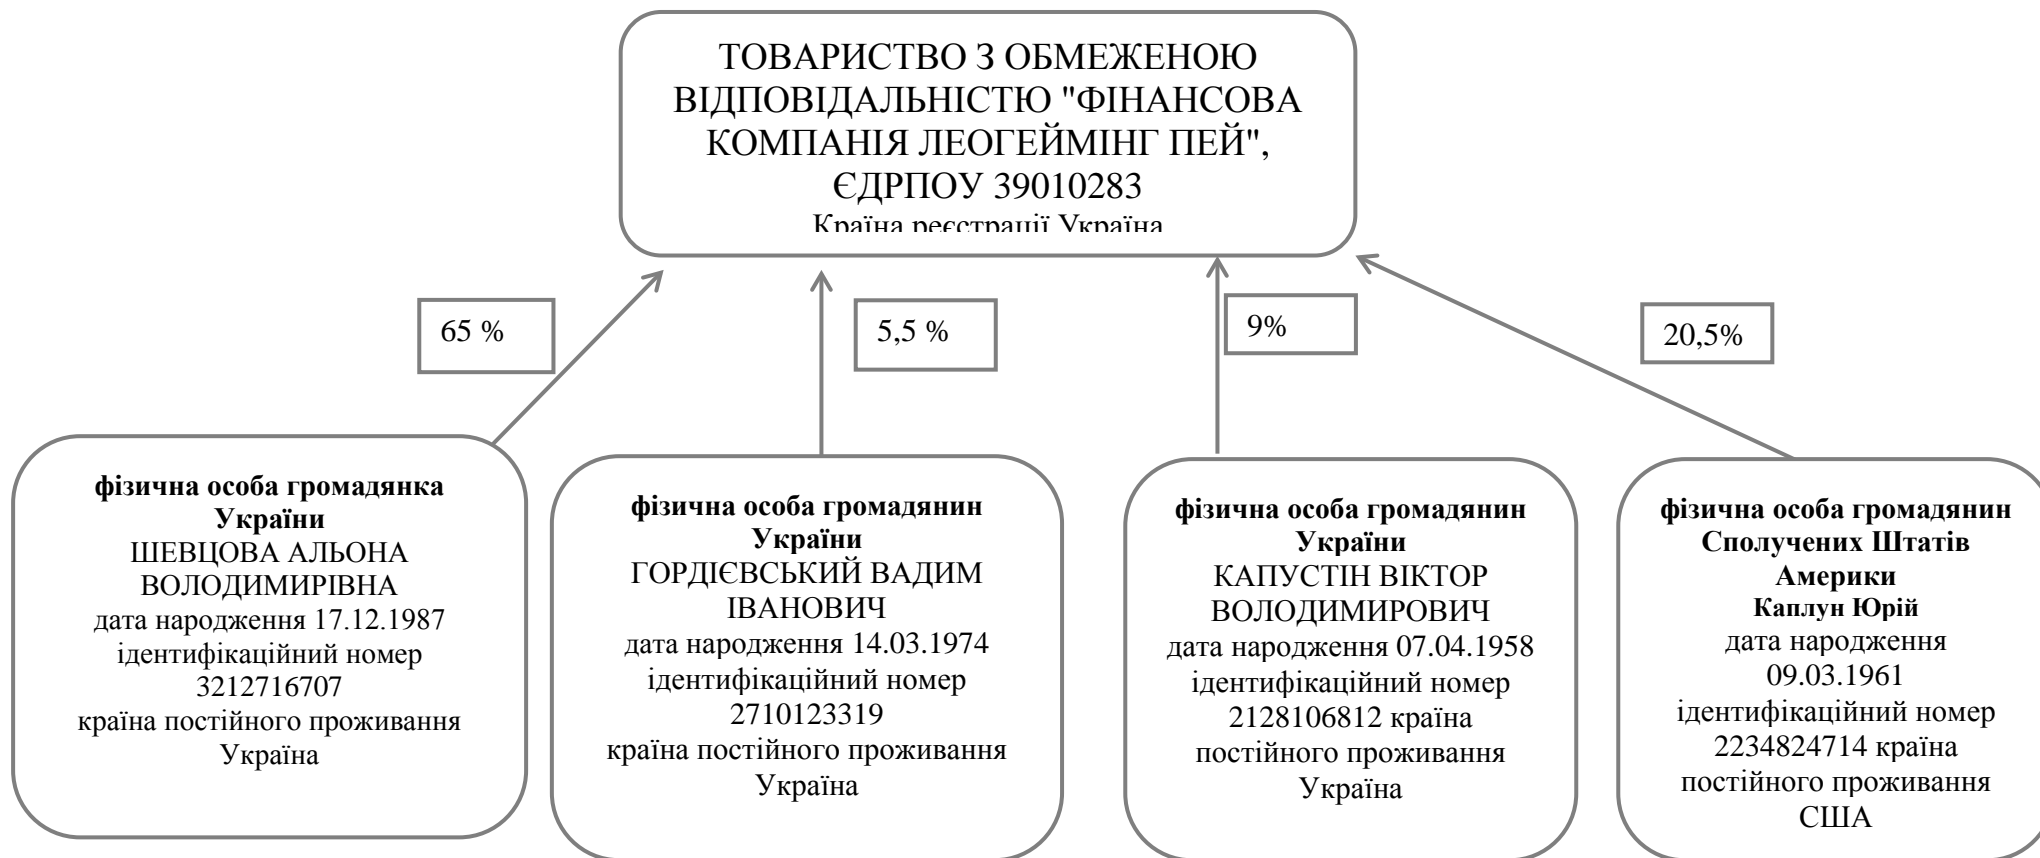 ТОВАРИСТВО З ОБМЕЖЕНОЮ
ВІДПОВІДАЛЬНІСТЮ "ФІНАНСОВА
КОМПАНІЯ ЛЕОГЕЙМІНГ ПЕЙ",
ЄДРПОУ 39010283
Країна реєстрації Україна
65 %
5,5 %
9%
20,5%
фізична особа громадянка
України
ШЕВЦОВА АЛЬОНА
ВОЛОДИМИРІВНА
дата народження 17.12.1987
ідентифікаційний номер
3212716707
країна постійного проживання
Україна
фізична особа громадянин
України
ГОРДІЄВСЬКИЙ ВАДИМ
ІВАНОВИЧ
дата народження 14.03.1974
ідентифікаційний номер
2710123319
країна постійного проживання
Україна
фізична особа громадянин
України
КАПУСТІН ВІКТОР
ВОЛОДИМИРОВИЧ
дата народження 07.04.1958
ідентифікаційний номер
2128106812 країна
постійного проживання
Україна
фізична особа громадянин
Сполучених Штатів
Америки
Каплун Юрій
дата народження
09.03.1961
ідентифікаційний номер
2234824714 країна
постійного проживання
США